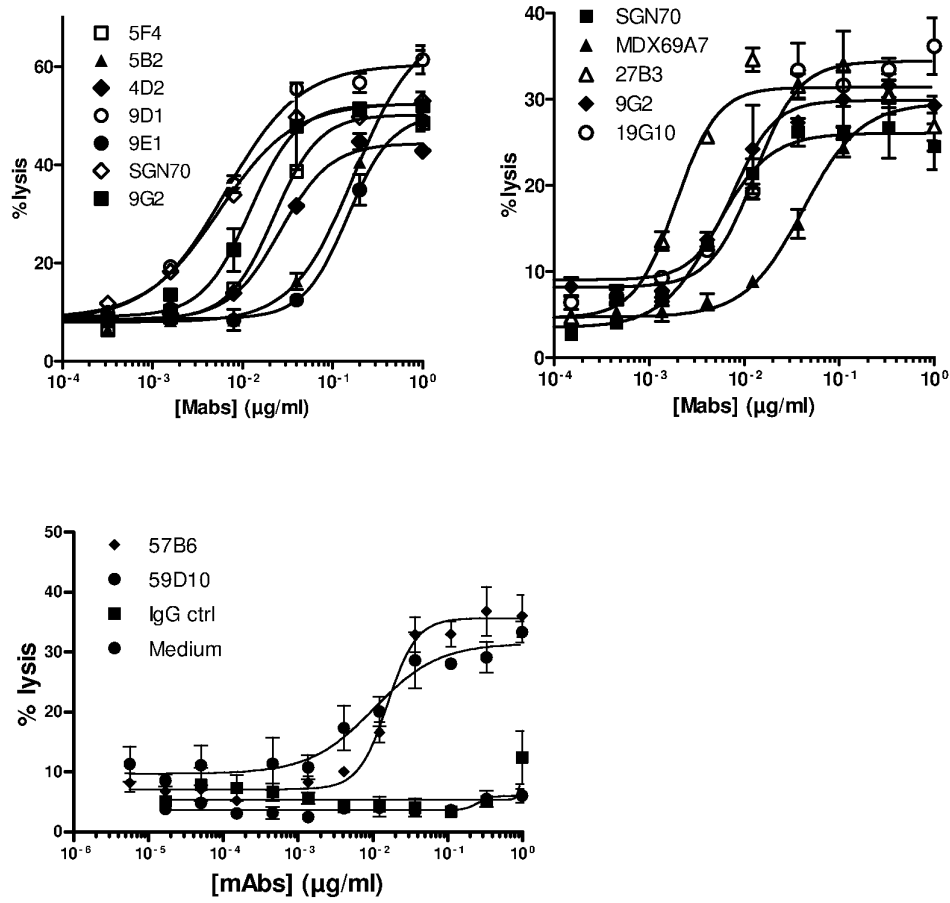 5F4
5B2
4D2
9D1
9E1
SGN70
9G2
60
40
20
0
%lysis
10⁻⁴ 10⁻³ 10⁻² 10⁻¹ 10⁰
[Mabs] (µg/ml)
SGN70
MDX69A7
27B3
9G2
19G10
40
30
20
10
0
%lysis
10⁻⁴ 10⁻³ 10⁻² 10⁻¹ 10⁰
[Mabs] (µg/ml)
57B6
59D10
IgG ctrl
Medium
50
40
30
20
10
0
% lysis
10⁻⁶ 10⁻⁵ 10⁻⁴ 10⁻³ 10⁻² 10⁻¹ 10⁰
[mAbs] (µg/ml)